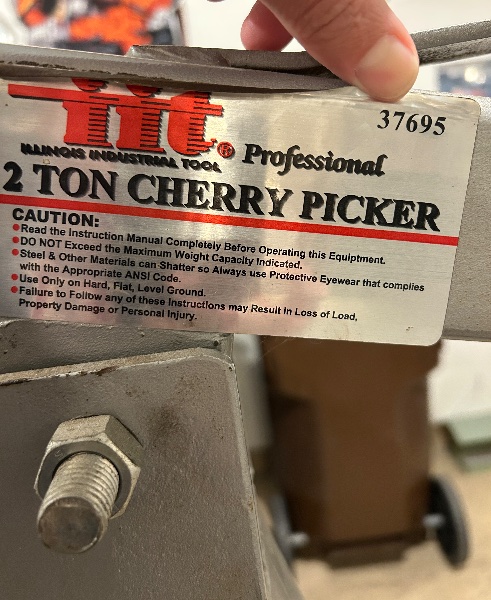 37695
iit® Professional
ILLINOIS INDUSTRIAL TOOL
2 TON CHERRY PICKER
CAUTION:
•Read the Instruction Manual Completely Before Operating this Equiptment.
•DO NOT Exceed the Maximum Weight Capacity Indicated.
•Steel & Other Materials can Shatter so Always use Protective Eyewear that complies
with the Appropriate ANSI Code.
•Use Only on Hard, Flat, Level Ground.
•Failure to Follow any of these Instructions may Result in Loss of Load,
Property Damage or Personal Injury.